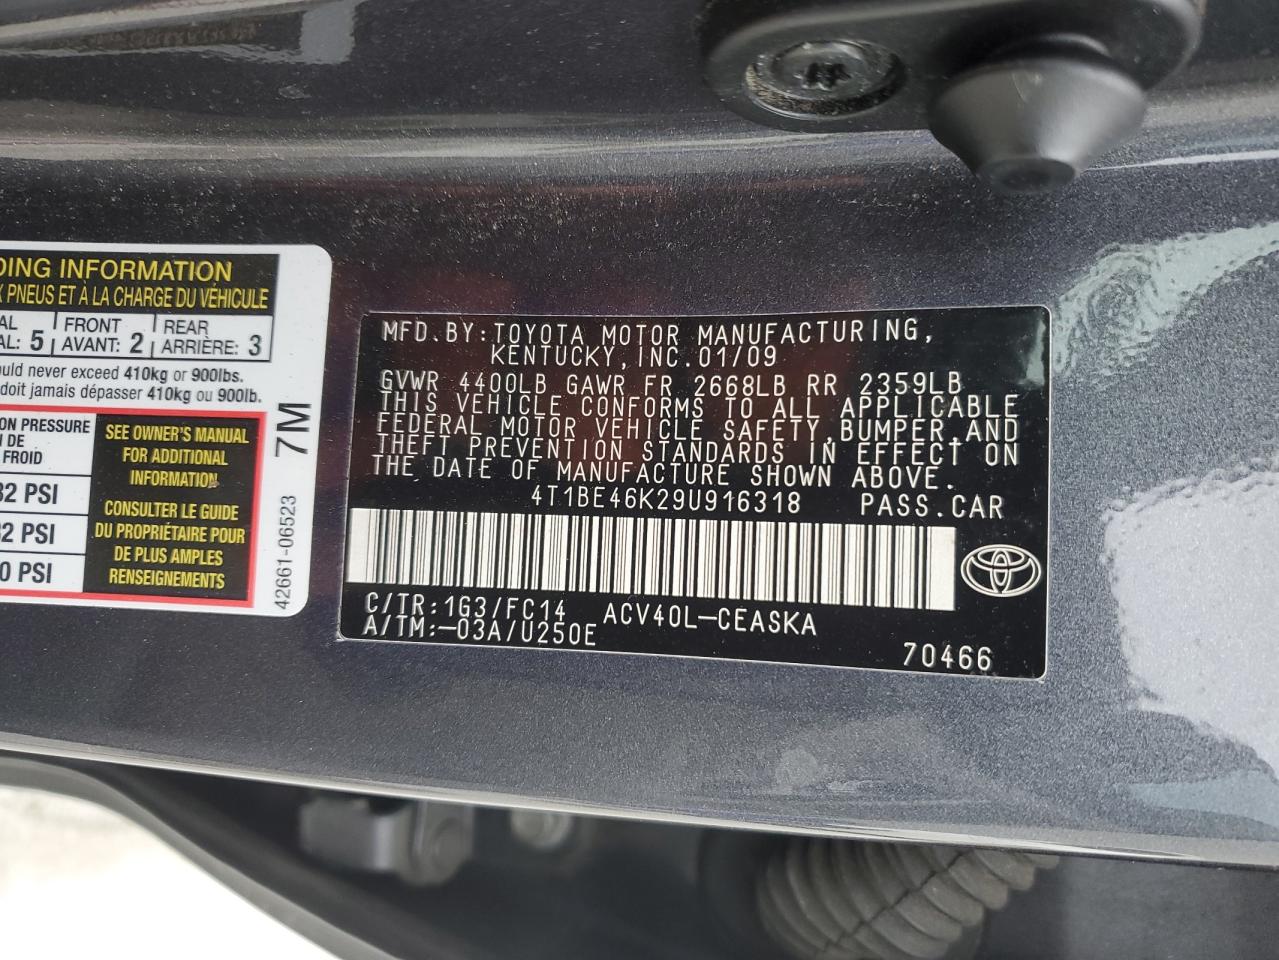 DING INFORMATION
X PNEUS ET À LA CHARGE DU VÉHICULE
AL FRONT REAR
AL: 5 AVANT: 2 ARRIÈRE: 3
uld never exceed 410kg or 900lbs.
doit jamais dépasser 410kg ou 900lb.
ON PRESSURE
N DE
FROID
32 PSI
32 PSI
0 PSI
SEE OWNER'S MANUAL
FOR ADDITIONAL
INFORMATION
CONSULTER LE GUIDE
DU PROPRIÉTAIRE POUR
DE PLUS AMPLES
RENSEIGNEMENTS
7M
42661-06523
MFD. BY: TOYOTA MOTOR MANUFACTURING,
KENTUCKY, INC. 01/09
GVWR 4400LB GAWR FR 2668LB RR 2359LB
THIS VEHICLE CONFORMS TO ALL APPLICABLE
FEDERAL MOTOR VEHICLE SAFETY, BUMPER, AND
THEFT PREVENTION STANDARDS IN EFFECT ON
THE DATE OF MANUFACTURE SHOWN ABOVE.
4T1BE46K29U916318 PASS. CAR
C/TR: 1G3/FC14 ACV40L-CEASKA
A/TM: -03A/U250E
70466